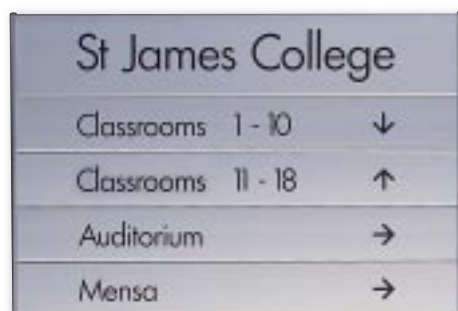 St James College
Classrooms 1 - 10 ↓
Classrooms 11 - 18 ↑
Auditorium →
Mensa →